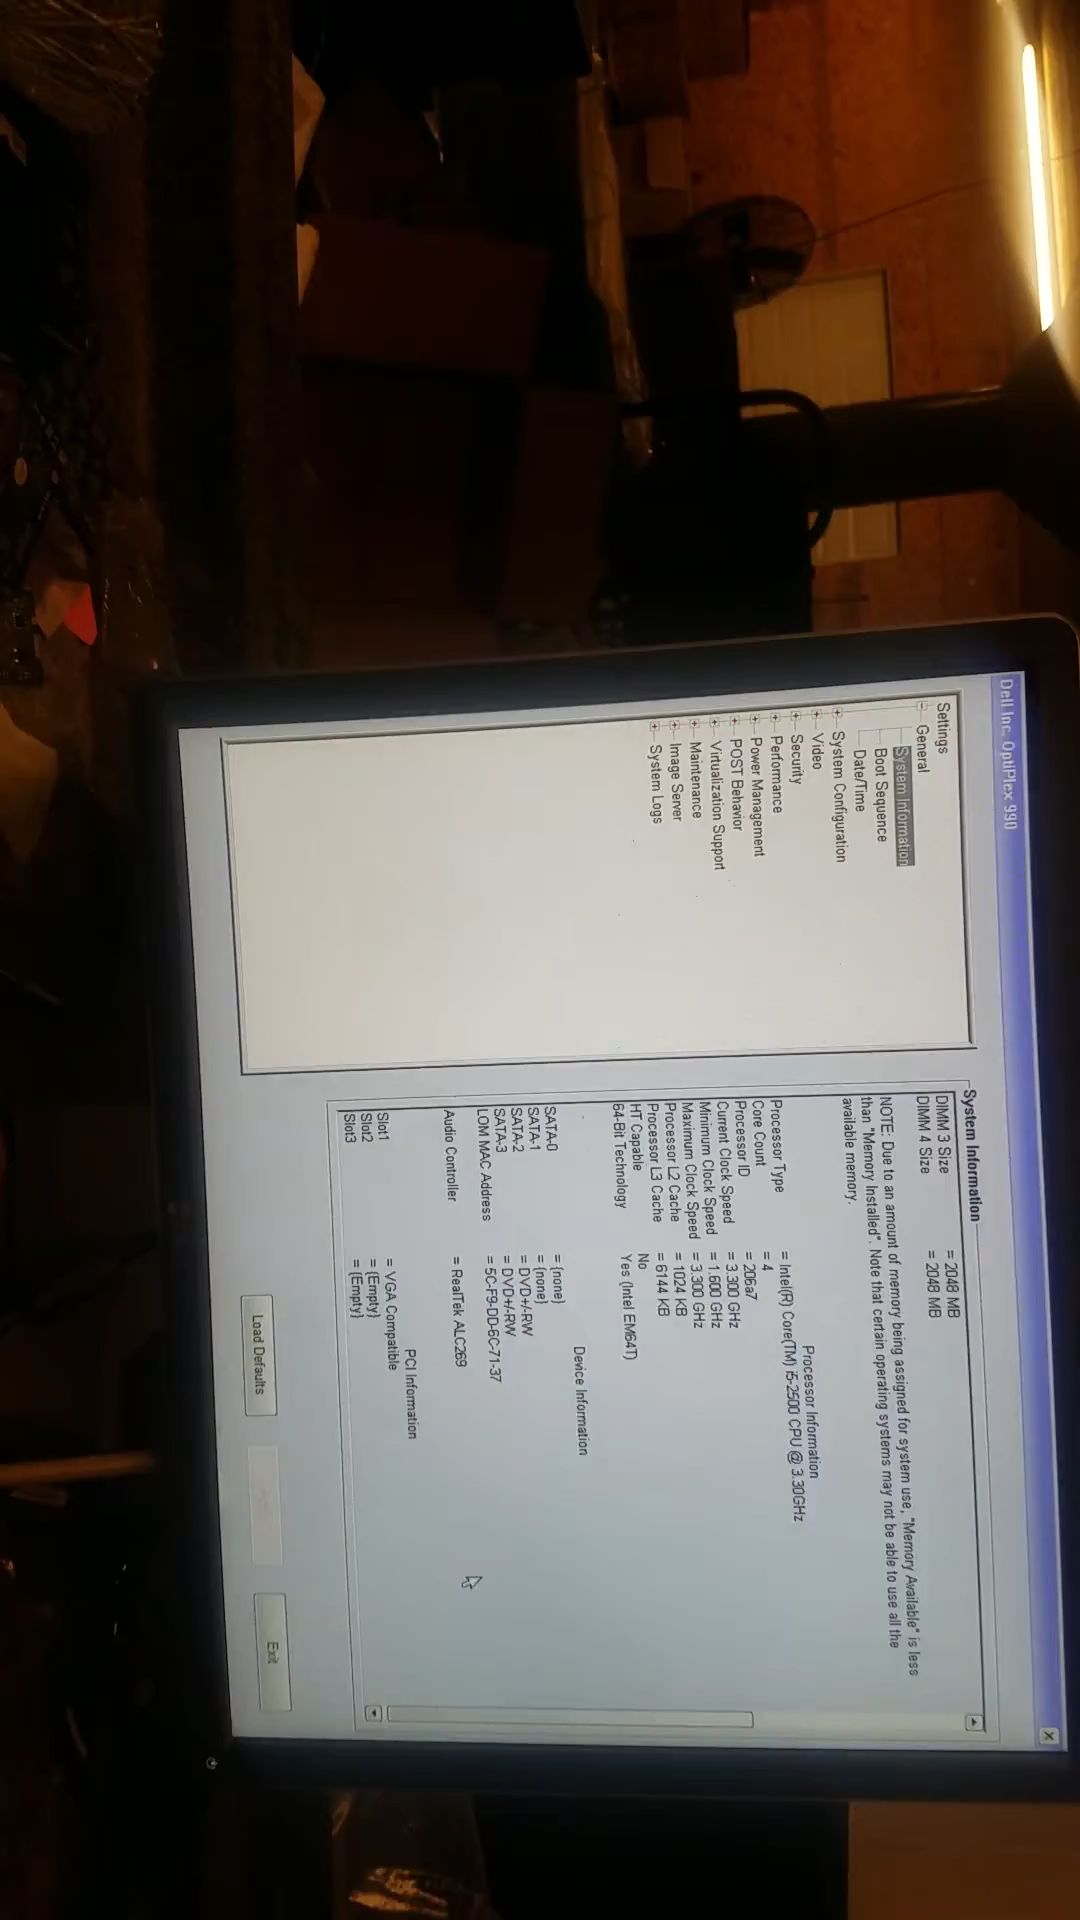 Dell Inc. OptiPlex 990
Settings
General
System Information
Boot Sequence
Date/Time
System Configuration
Video
Security
Performance
Power Management
POST Behavior
Virtualization Support
Maintenance
Image Server
System Logs
System Information
DIMM 3 Size = 2048 MB
DIMM 4 Size = 2048 MB
NOTE: Due to an amount of memory being assigned for system use, "Memory Available" is less
than "Memory Installed". Note that certain operating systems may not be able to use all the
available memory.
Processor Information
Processor Type = Intel(R) Core(TM) i5-2500 CPU @ 3.30GHz
Core Count = 4
Processor ID = 206a7
Current Clock Speed = 3.300 GHz
Minimum Clock Speed = 1.600 GHz
Maximum Clock Speed = 3.300 GHz
Processor L2 Cache = 1024 KB
Processor L3 Cache = 6144 KB
HT Capable No
64-Bit Technology Yes (Intel EM64T)
Device Information
SATA-0 = {none}
SATA-1 = {none}
SATA-2 = DVD+/-RW
SATA-3 = DVD+/-RW
LOM MAC Address = 5C-F9-DD-6C-71-37
Audio Controller = RealTek ALC269
PCI Information
Slot1 = VGA Compatible
Slot2 = {Empty}
Slot3 = {Empty}
Load Defaults
Exit